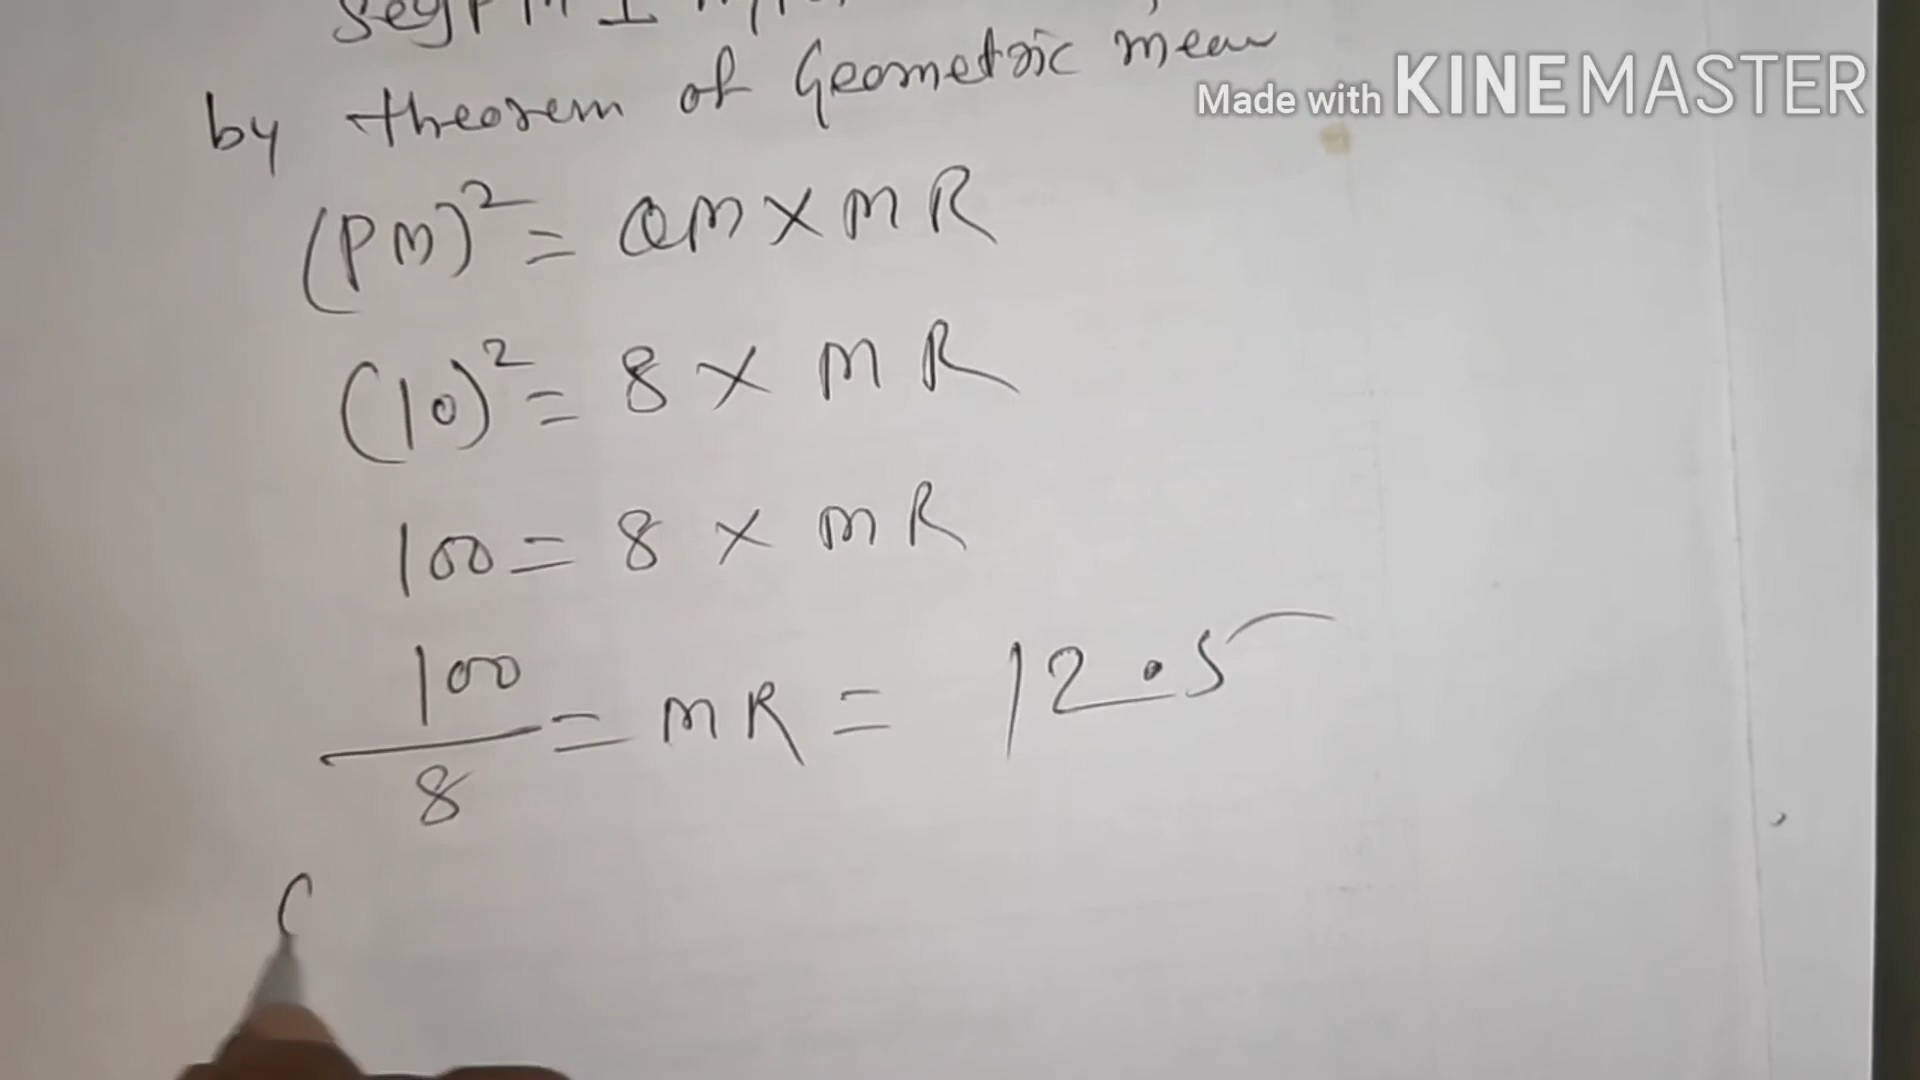 by theorem of Geometric mean
Made with KINEMASTER
(PM)² = QM × MR
(10)² = 8 × MR
100 = 8 × MR
100/8 = MR = 12.5